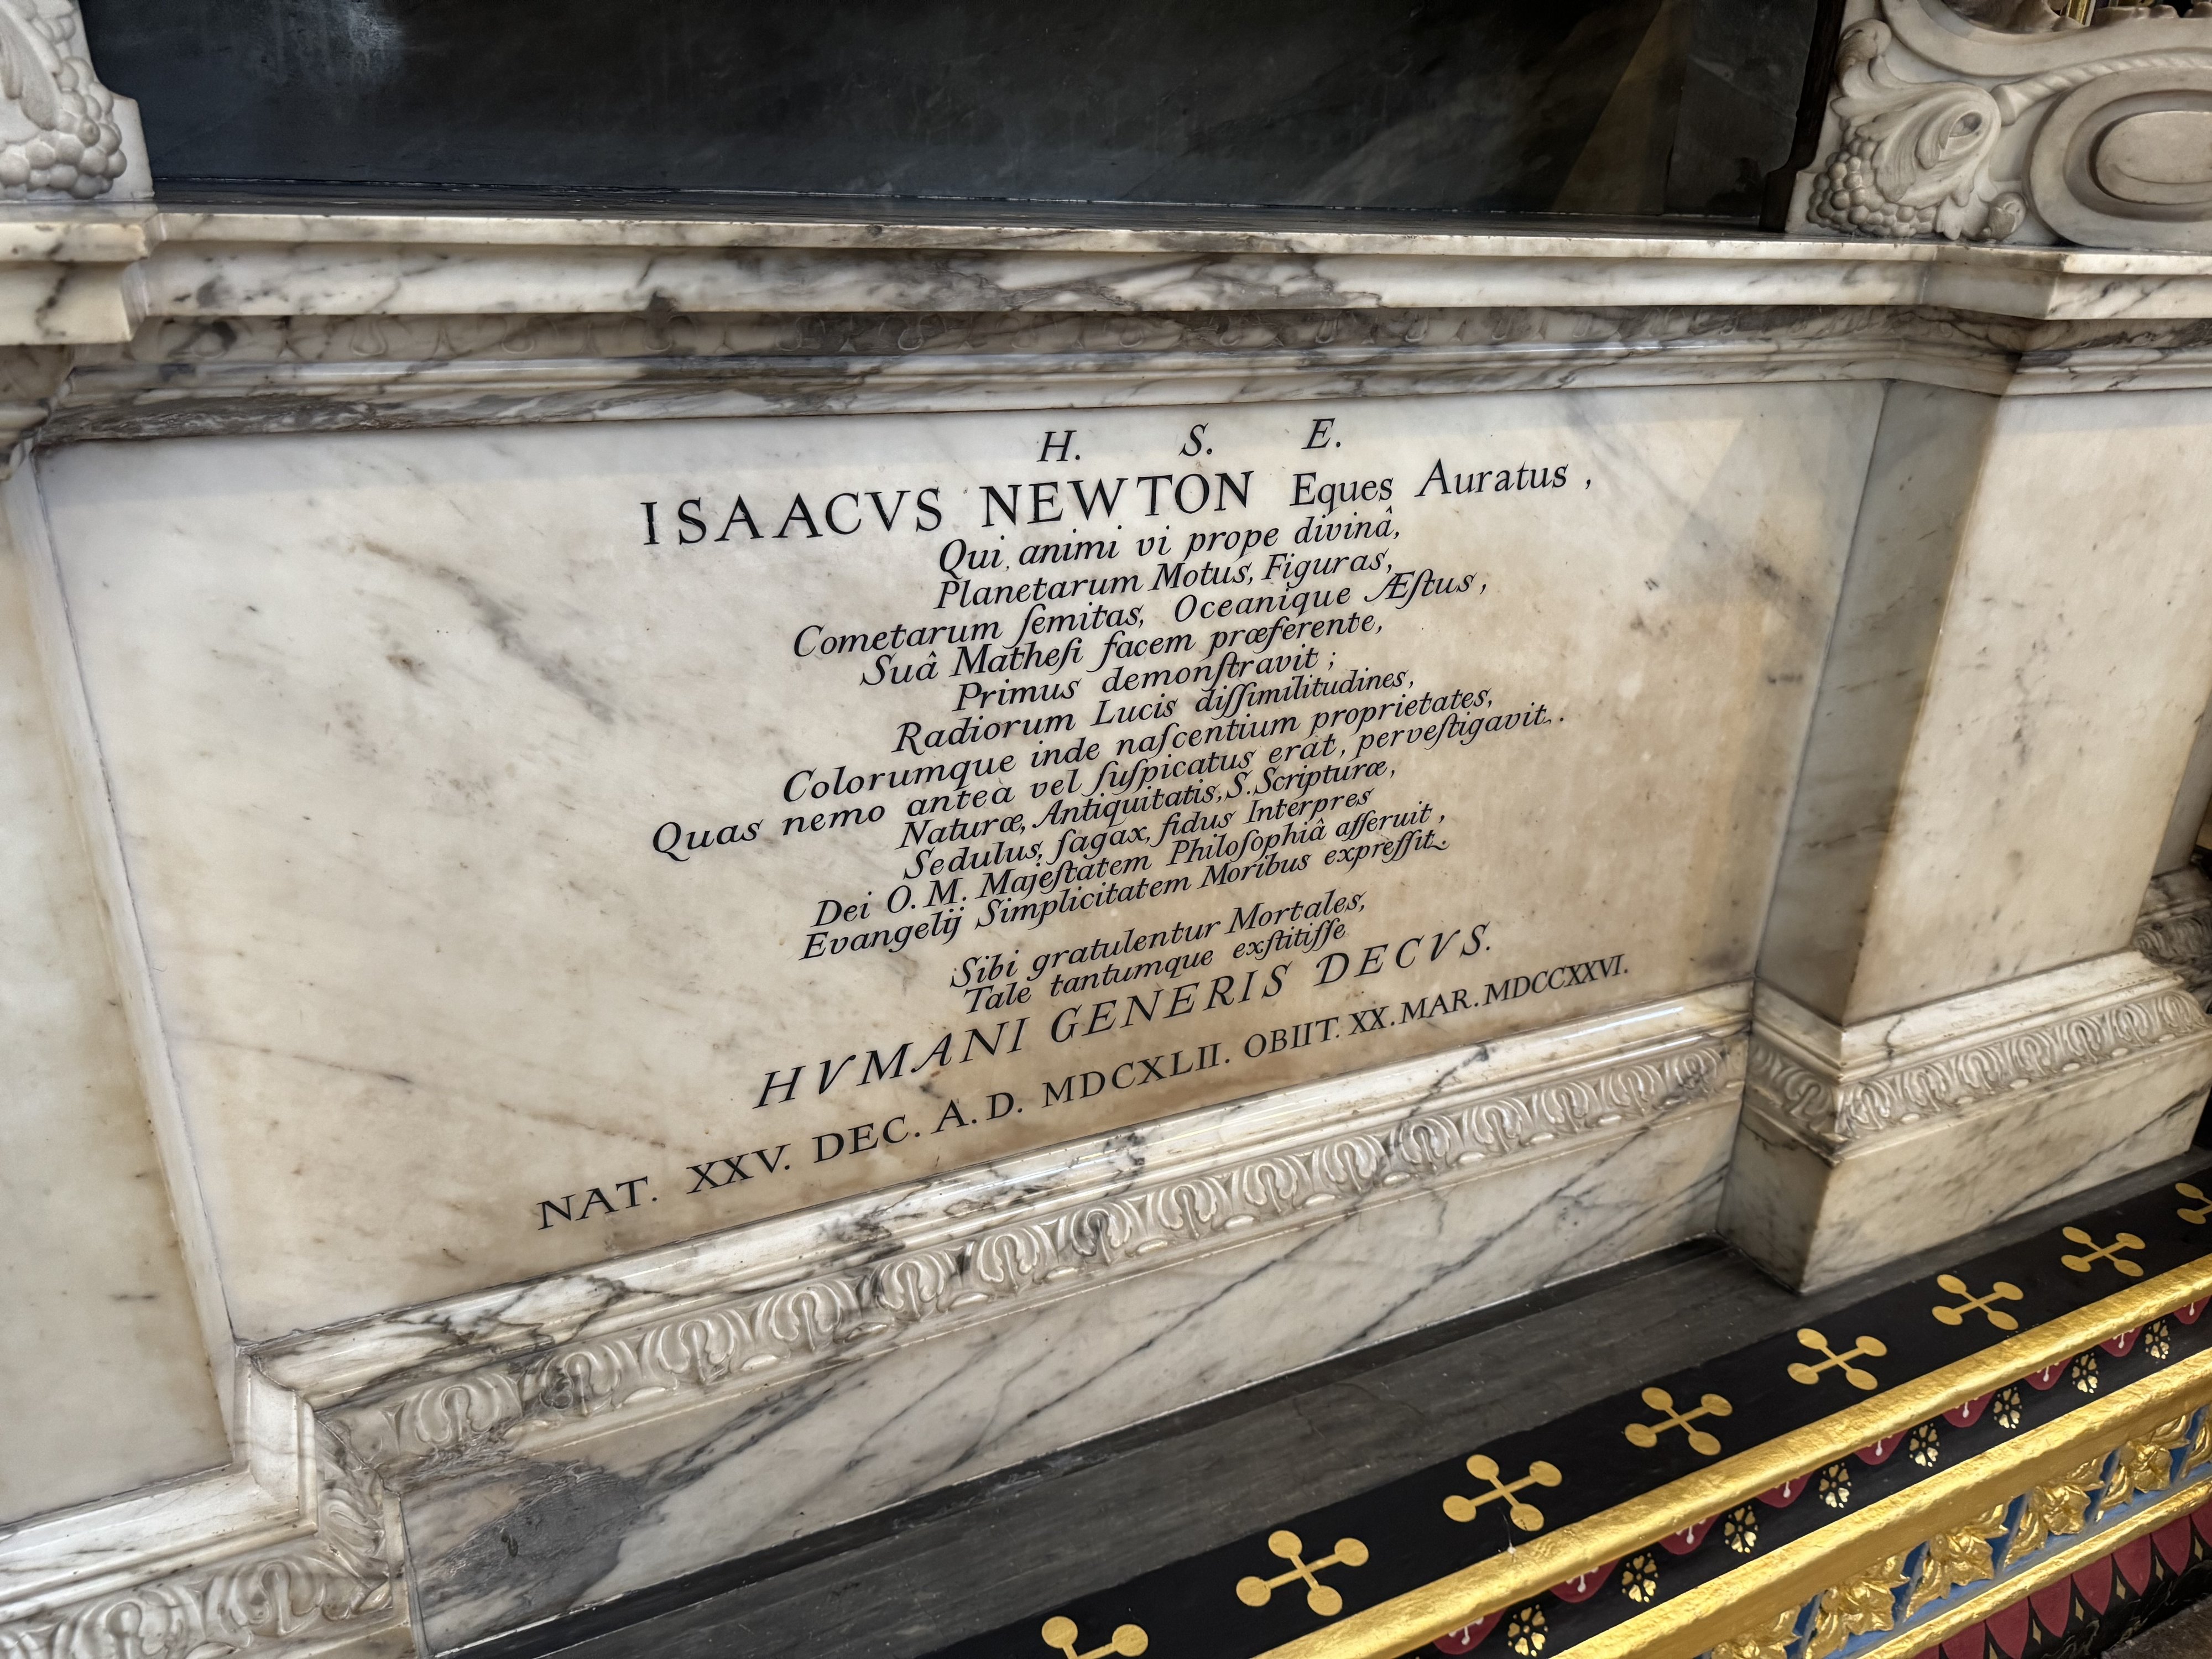 H. S. E.
ISAACVS NEWTON Eques Auratus,
Qui, animi vi prope divinâ,
Planetarum Motus, Figuras,
Cometarum ſemitas, Oceanique Æſtus,
Suâ Matheſi facem præferente,
Primus demonſtravit;
Radiorum Lucis diſſimilitudines,
Colorumque inde naſcentium proprietates,
Quas nemo antea vel ſuſpicatus erat, perveſtigavit.
Naturæ, Antiquitatis, S. Scripturæ,
Sedulus, ſagax, fidus Interpres
Dei O. M. Majeſtatem Philoſophiâ aſſeruit,
Evangelij Simplicitatem Moribus expreſſit.
Sibi gratulentur Mortales,
Tale tantumque exſtitiſſe
HVMANI GENERIS DECVS.
NAT. XXV. DEC. A.D. MDCXLII. OBIIT. XX. MAR. MDCCXXVI.